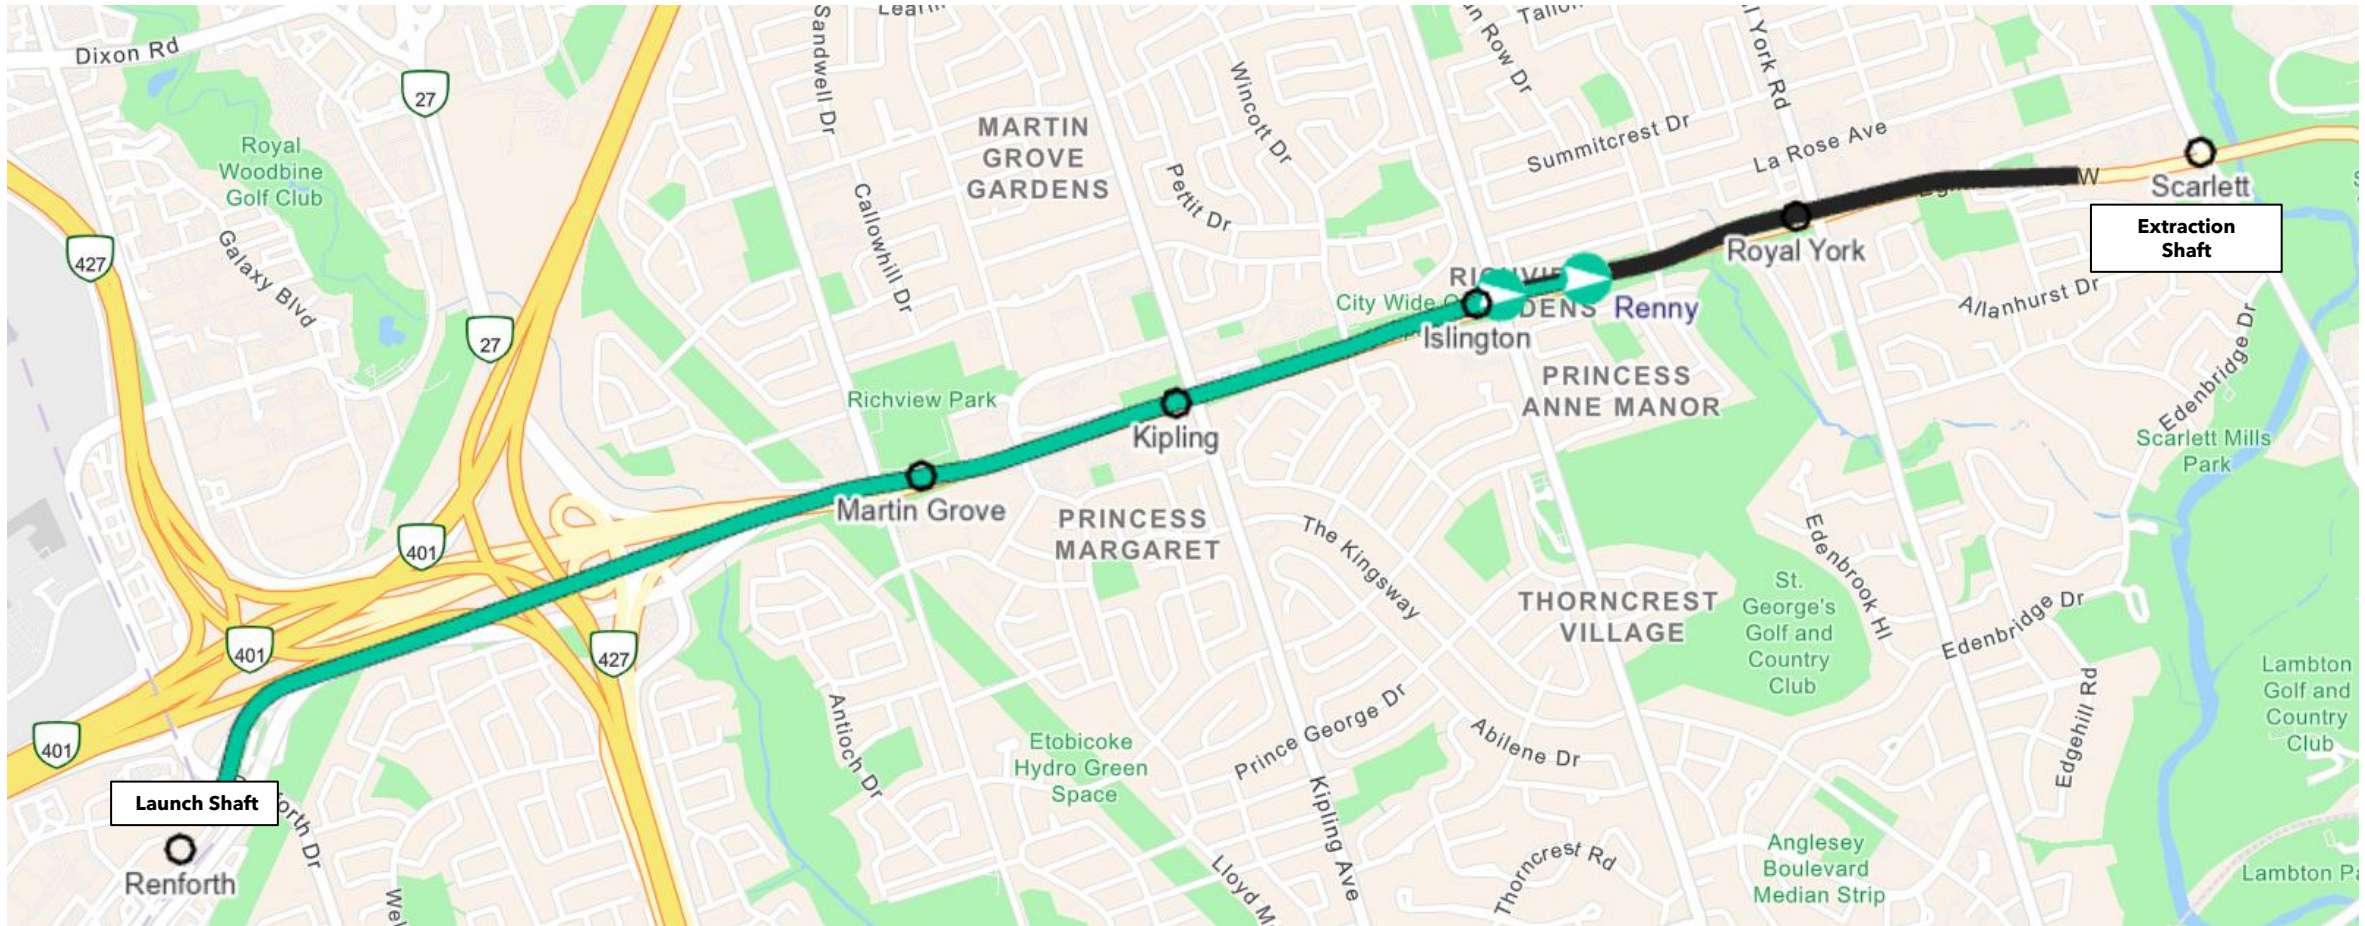 Dixon Rd
27
Royal
Woodbine
Golf Club
427
Galaxy Blvd
27
401
401
427
401
Launch Shaft
Renforth
Sandwell Dr
Callowhill Dr
MARTIN
GROVE
GARDENS
Wincott Dr
Pettit Dr
Richview Park
Martin Grove
Kipling
PRINCESS
MARGARET
City Wide
Islington
Renny
Summitcrest Dr
La Rose Ave
York Rd
Row Dr
Royal York
W
Scarlett
Extraction
Shaft
Allanhurst Dr
Edenbridge Dr
PRINCESS
ANNE MANOR
Scarlett Mills
Park
The Kingsway
THORNCREST
VILLAGE
St.
George's
Golf and
Country
Club
Edenbrook Hl
Edenbridge Dr
Edgehill Rd
Lambton
Golf and
Country
Club
Antioch Dr
Etobicoke
Hydro Green
Space
Prince George Dr
Abilene Dr
Kipling Ave
Thorncrest Rd
Anglesey
Boulevard
Median Strip
Lloyd M
Lambton